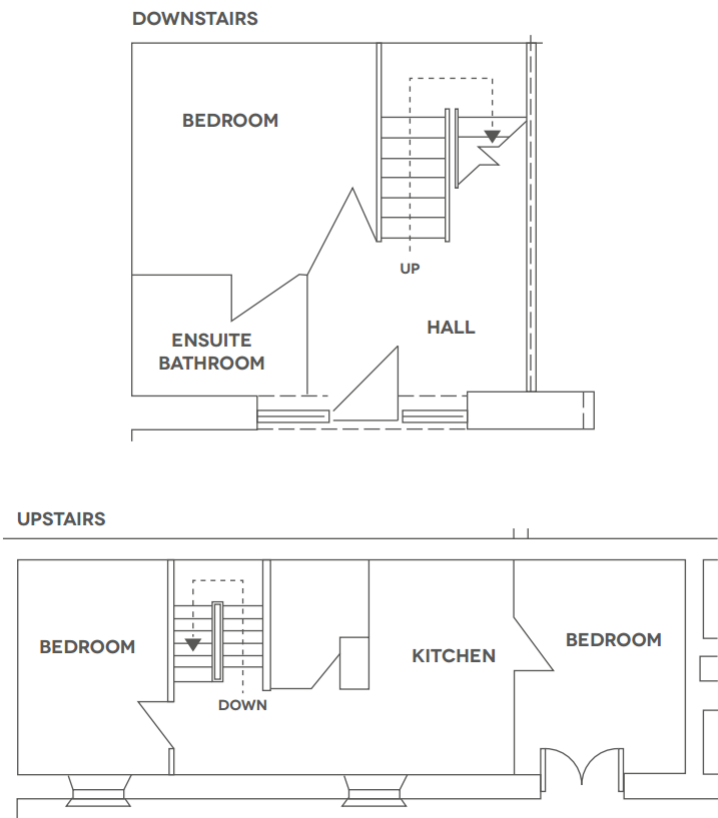 DOWNSTAIRS
BEDROOM
UP
HALL
ENSUITE
BATHROOM
UPSTAIRS
BEDROOM
DOWN
KITCHEN
BEDROOM